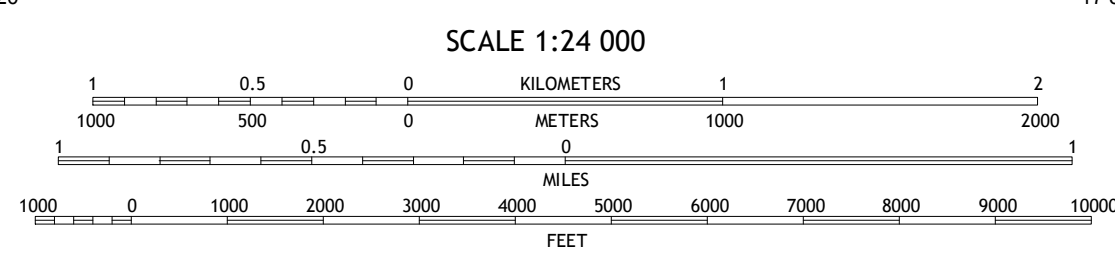 SCALE 1:24 000
1 0.5 0 KILOMETERS 1 2
1000 500 0 METERS 1000 2000
1 0.5 0 1
MILES
1000 0 1000 2000 3000 4000 5000 6000 7000 8000 9000 10000
FEET